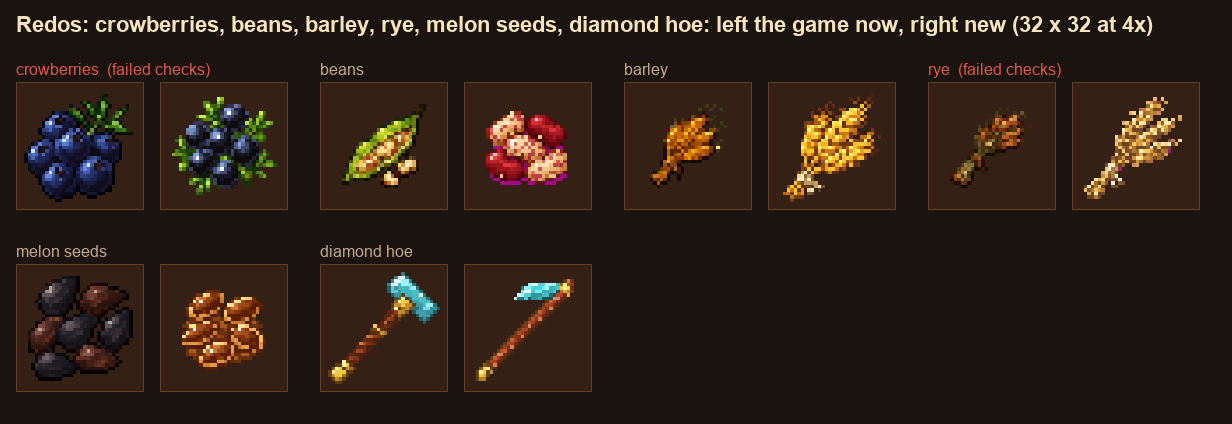 Redos: crowberries, beans, barley, rye, melon seeds, diamond hoe: left the game now, right new (32 x 32 at 4x)
crowberries (failed checks)
beans
barley
rye (failed checks)
melon seeds
diamond hoe